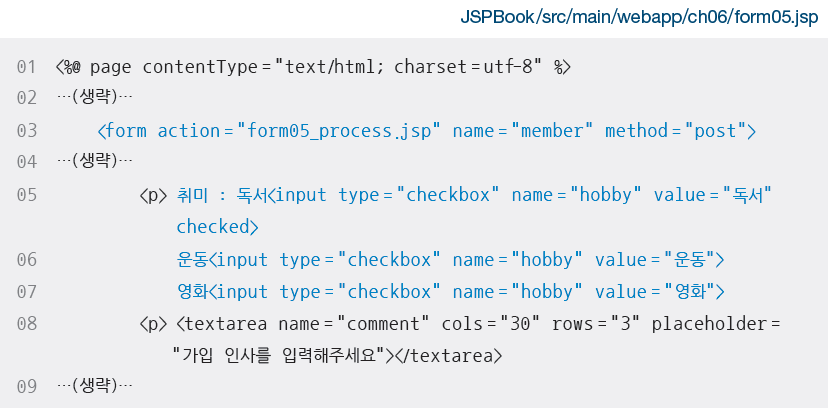 JSPBook/src/main/webapp/ch06/form05.jsp
01 <%@ page contentType="text/html; charset=utf-8" %>
02 …(생략)…
03 <form action="form05_process.jsp" name="member" method="post">
04 …(생략)…
05 <p> 취미 : 독서<input type="checkbox" name="hobby" value="독서"
checked>
06 운동<input type="checkbox" name="hobby" value="운동">
07 영화<input type="checkbox" name="hobby" value="영화">
08 <p> <textarea name="comment" cols="30" rows="3" placeholder=
"가입 인사를 입력해주세요"></textarea>
09 …(생략)…